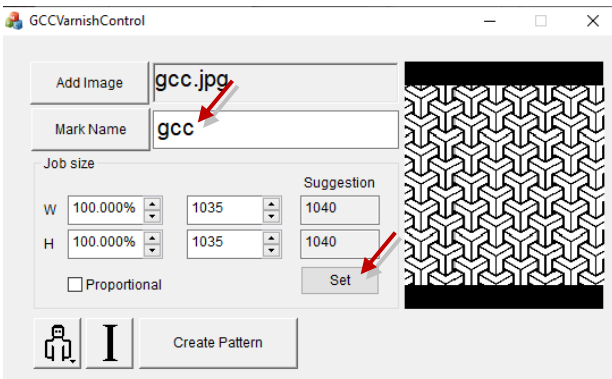 GCCVarnishControl
Add Image
gcc.jpg
Mark Name
gcc
Job size
Suggestion
W
100.000%
1035
1040
H
100.000%
1035
1040
Proportional
Set
I
Create Pattern